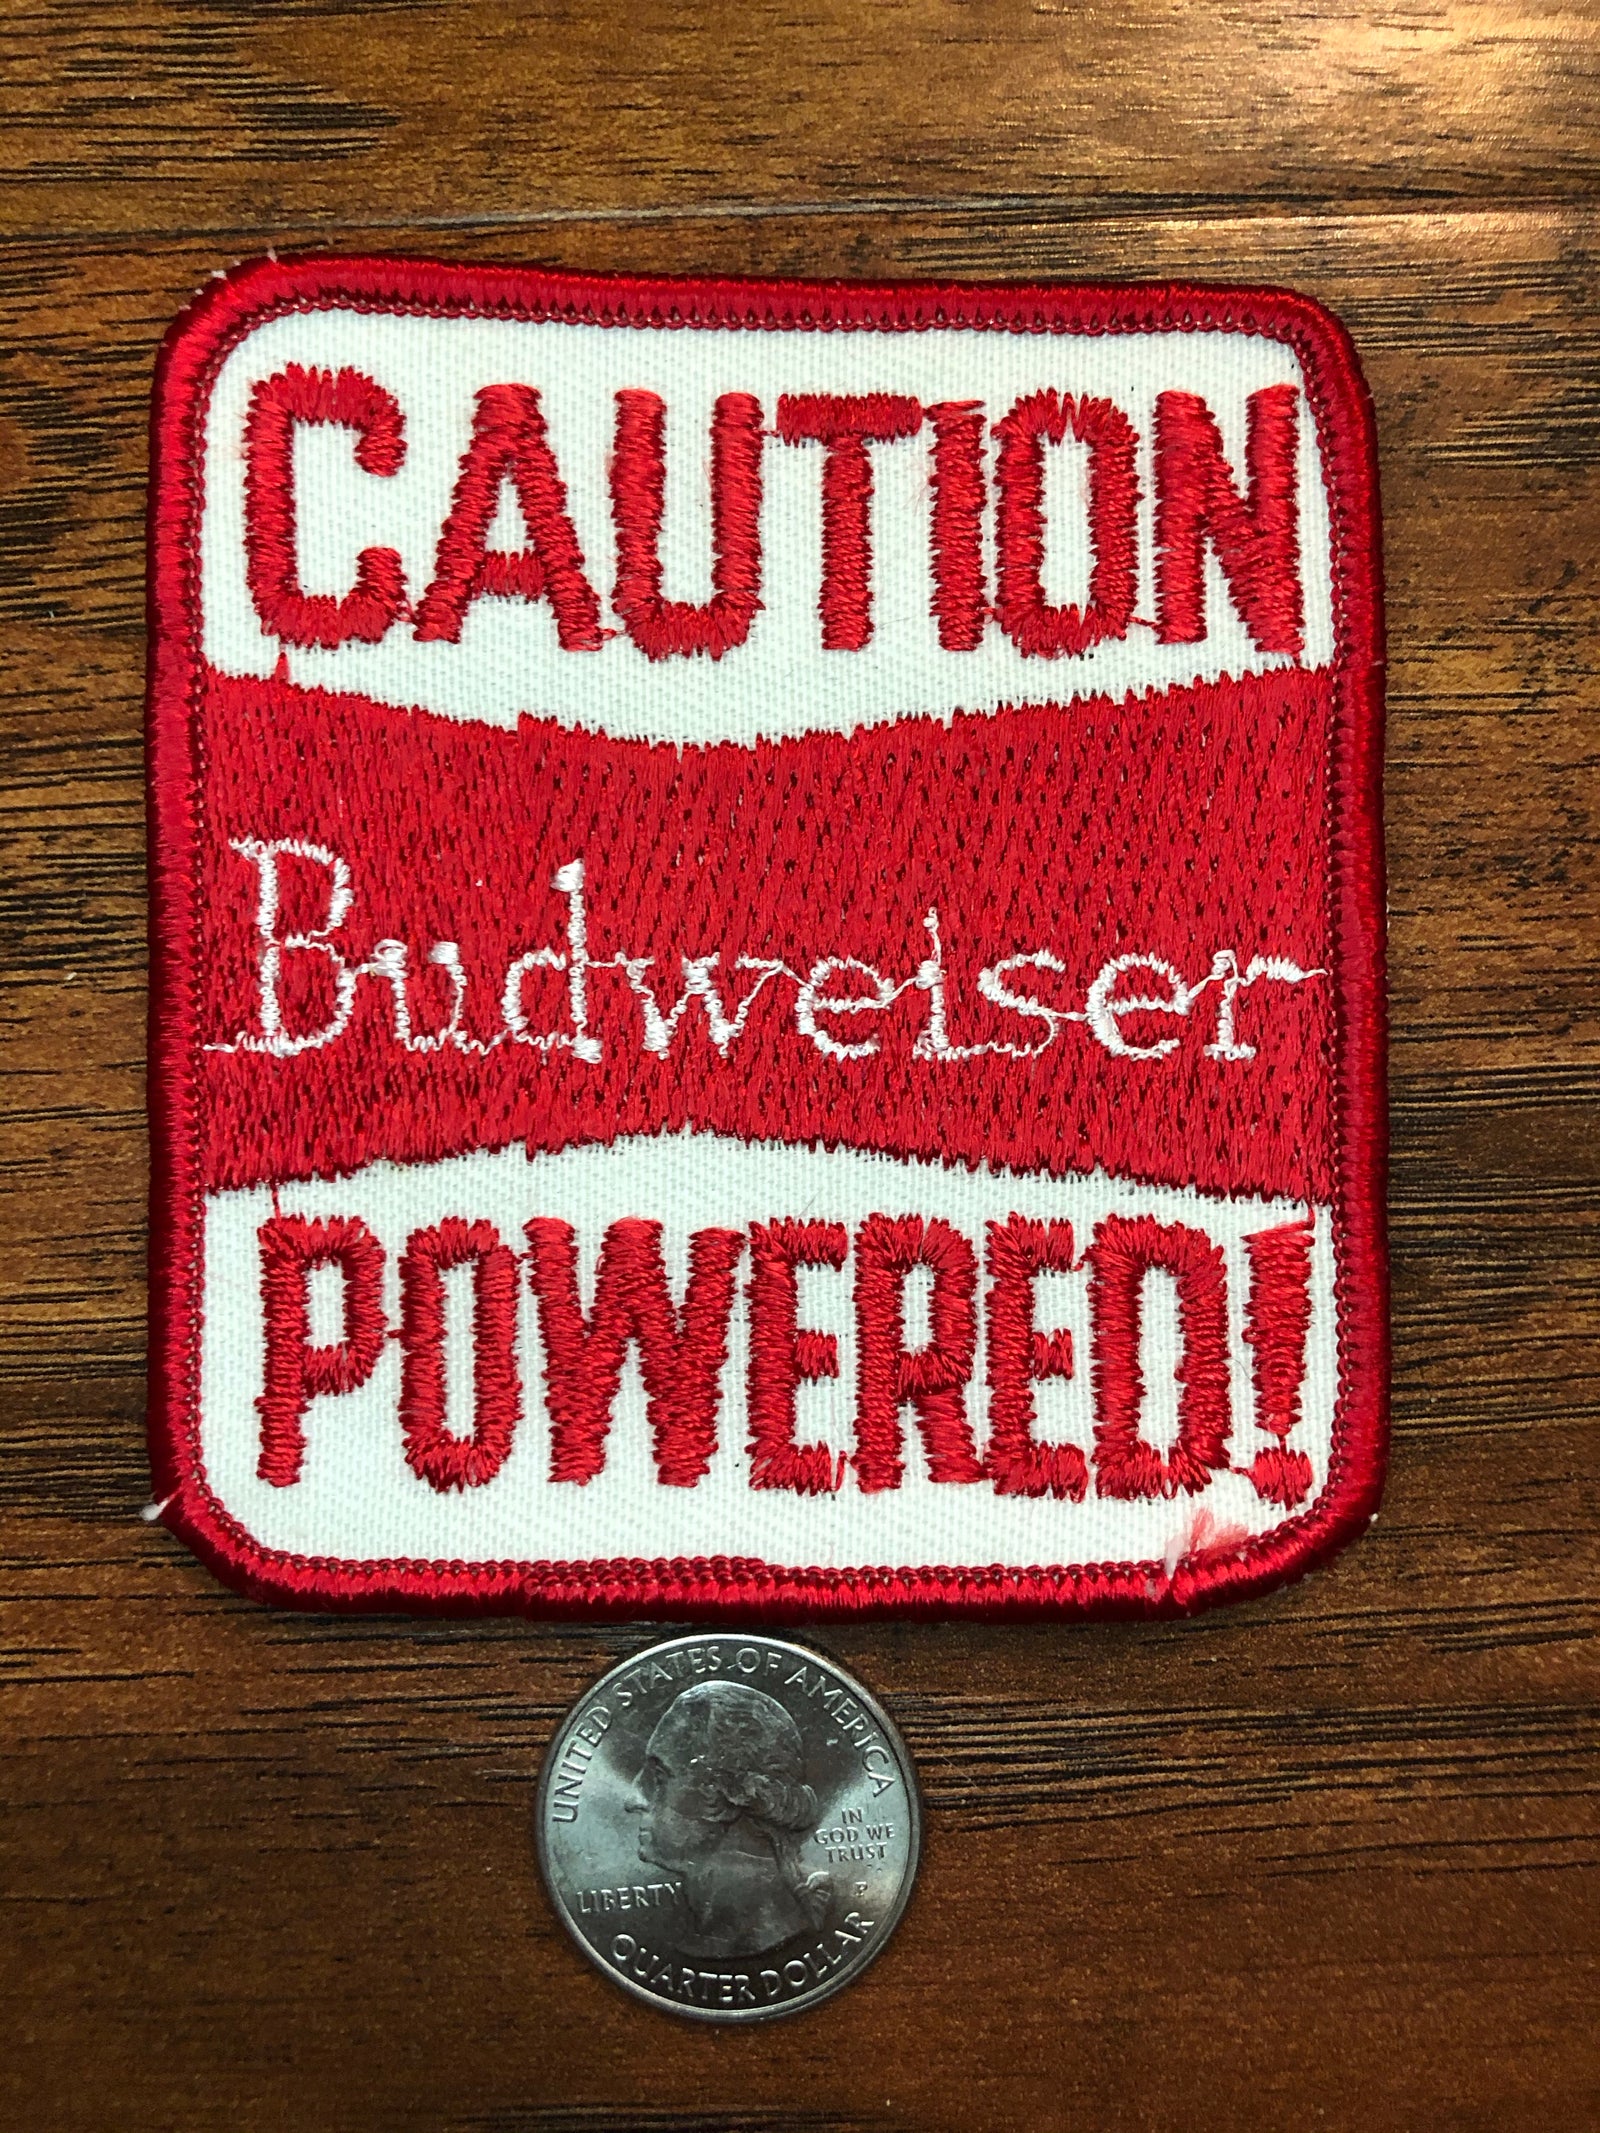 CAUTION
Budweiser
POWERED!
UNITED STATES OF AMERICA
IN
GOD WE
TRUST
LIBERTY
P
QUARTER DOLLAR